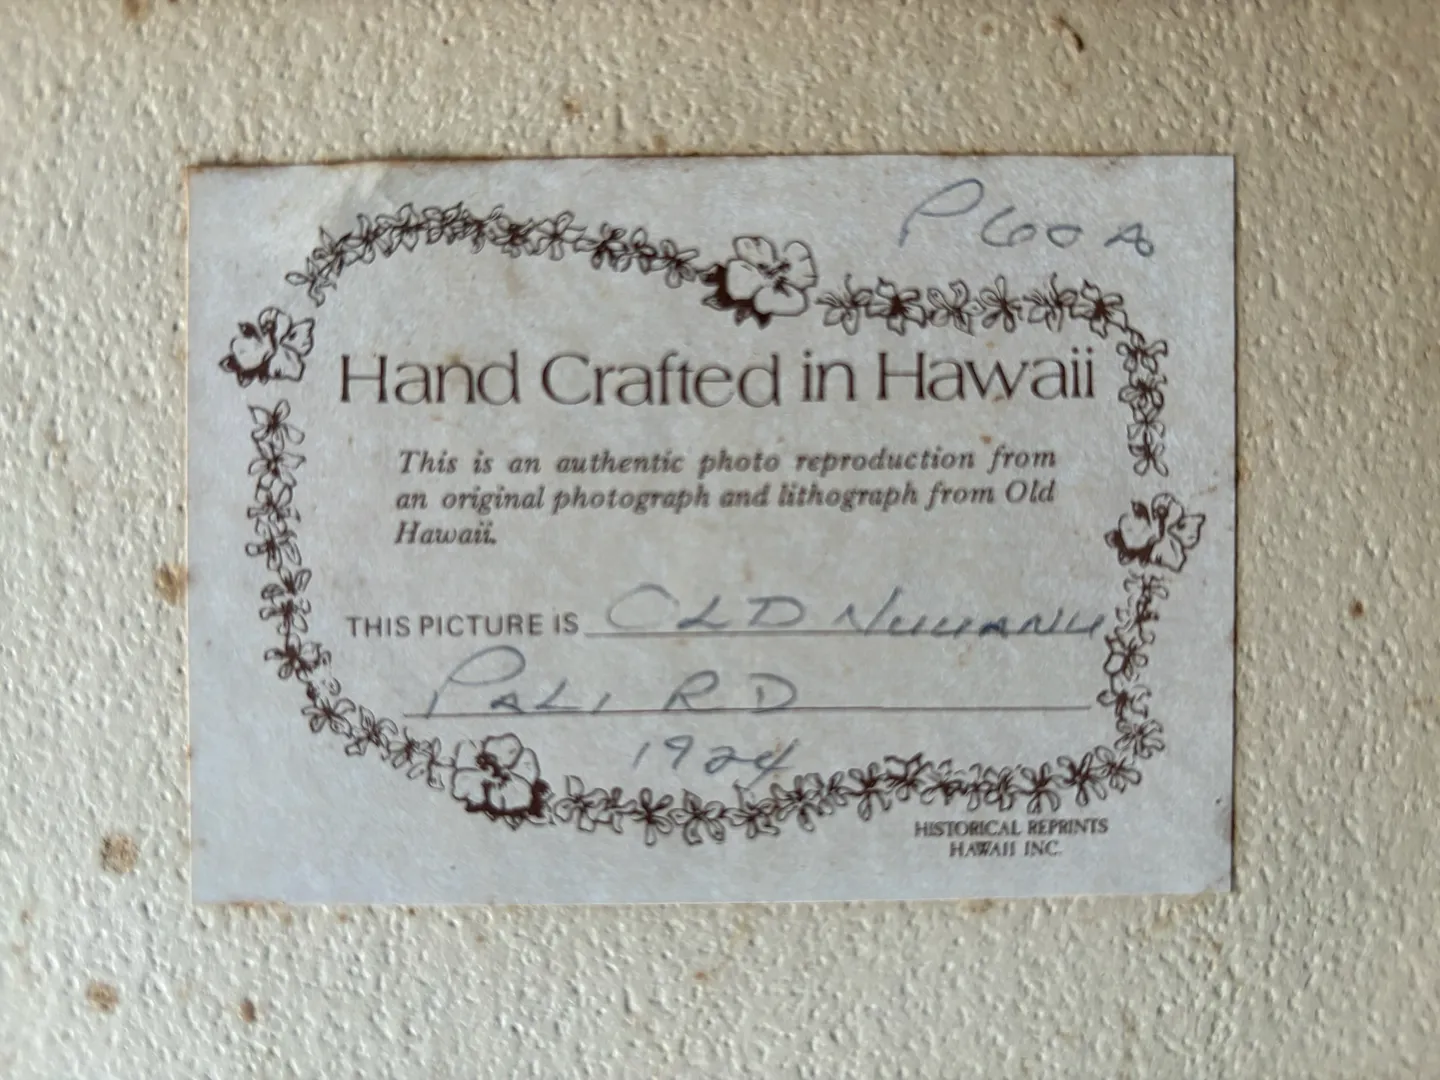 P60A
Hand Crafted in Hawaii
This is an authentic photo reproduction from
an original photograph and lithograph from Old
Hawaii.
THIS PICTURE IS OLD NUUANU
PALI RD
1924
HISTORICAL REPRINTS
HAWAII INC.